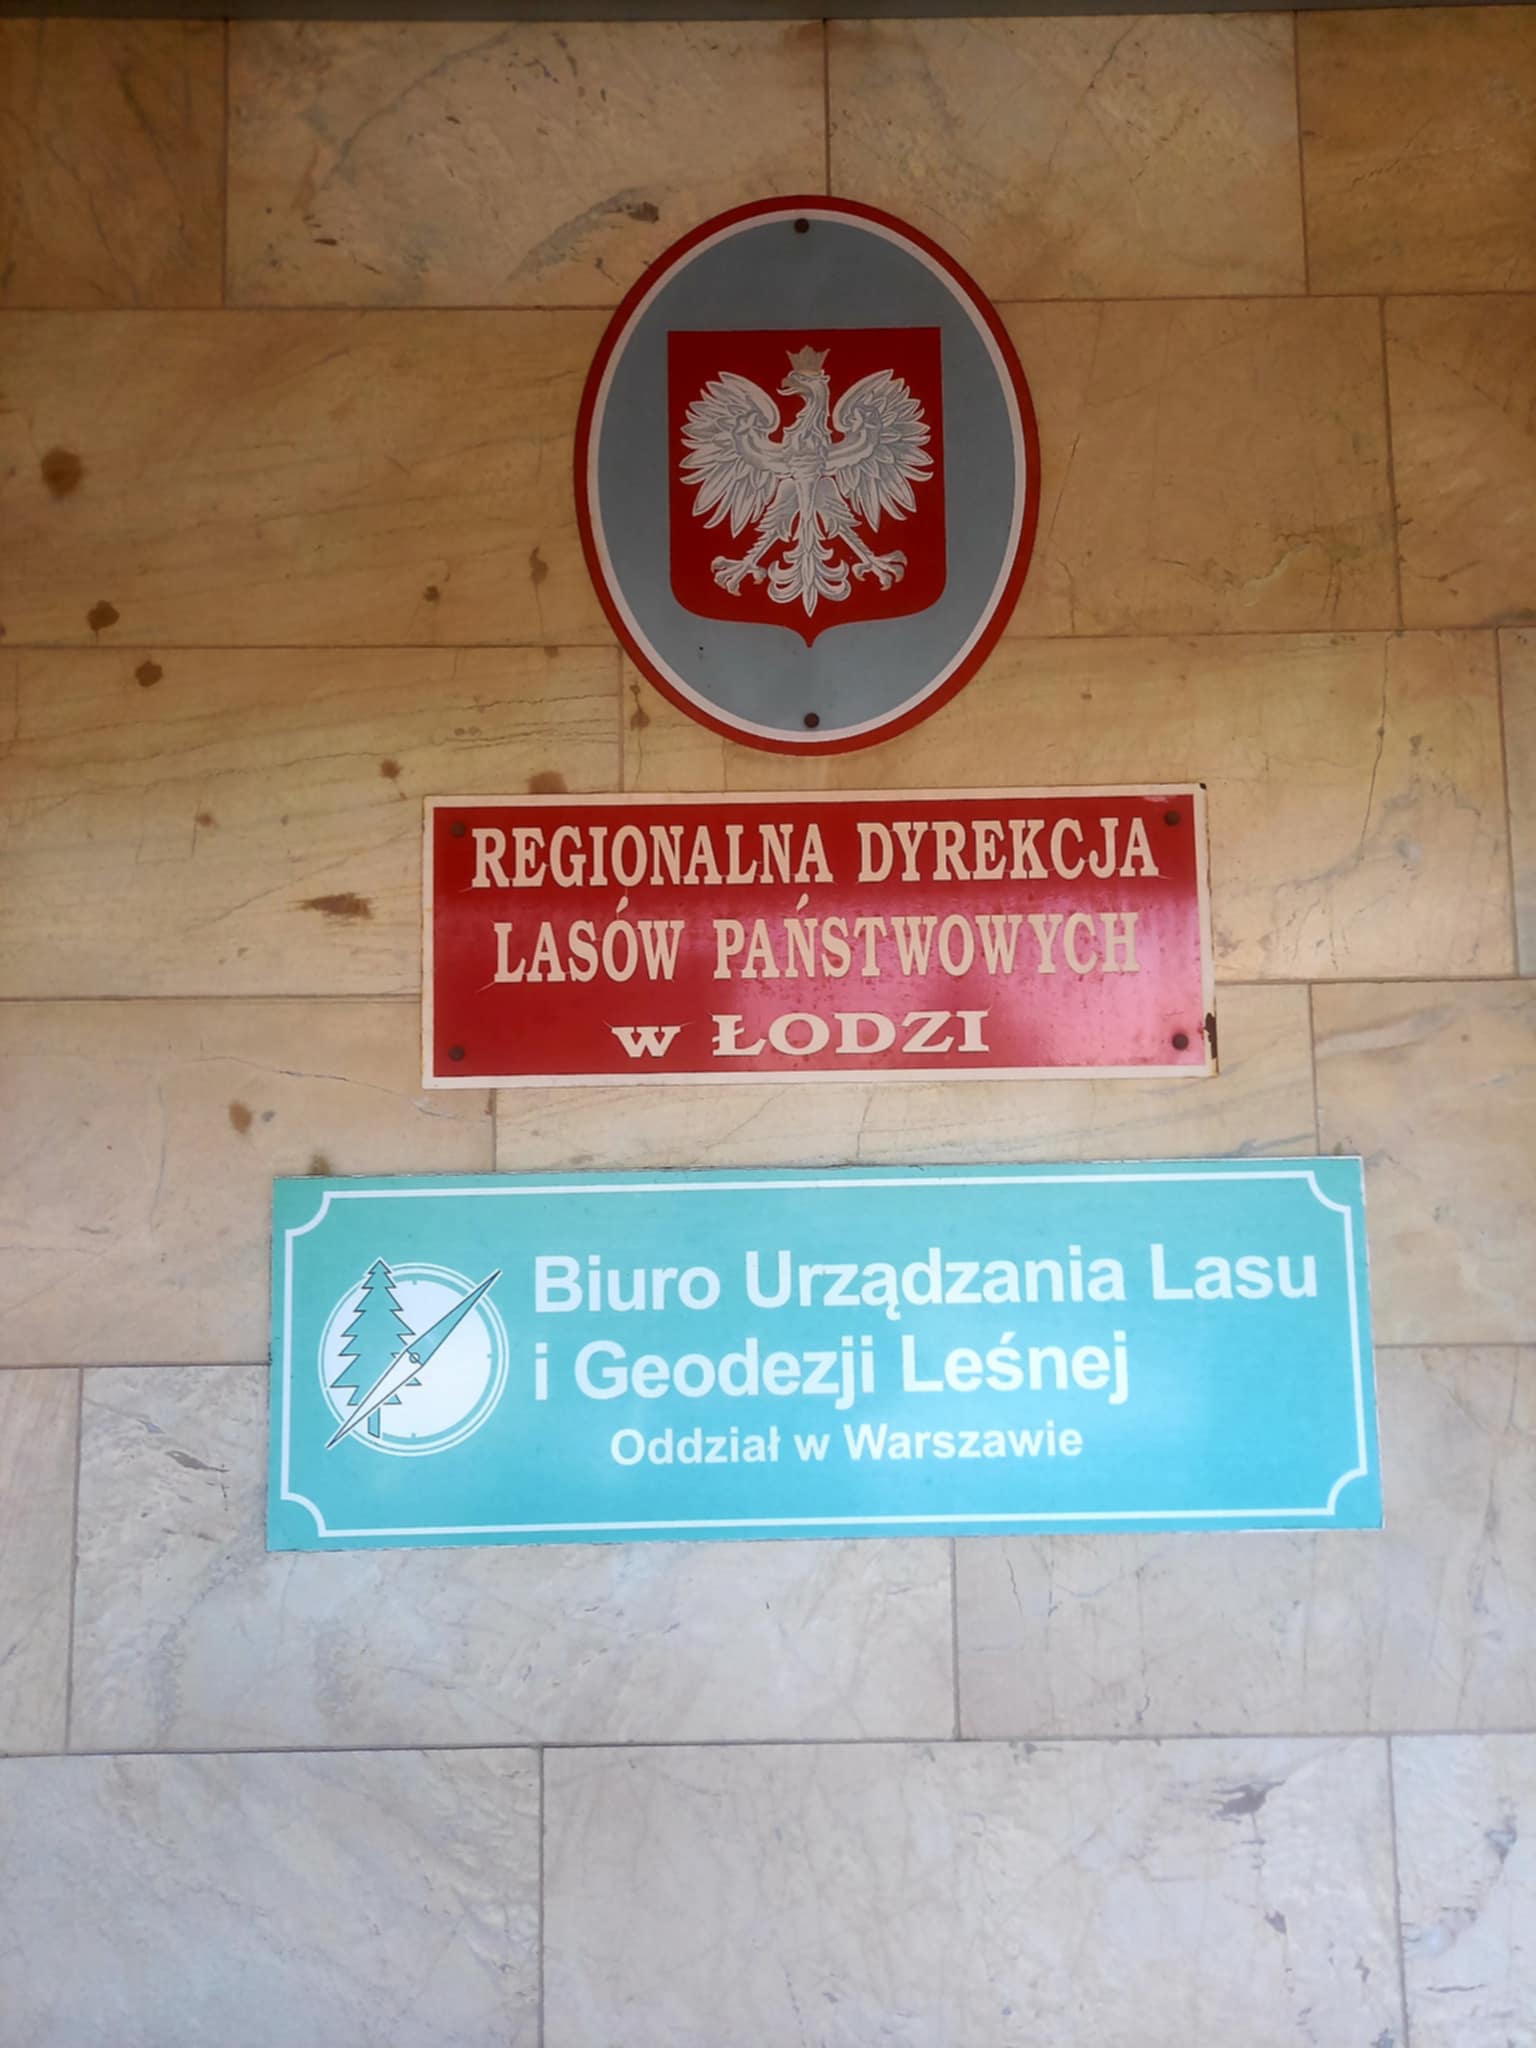 REGIONALNA DYREKCJA
LASÓW PAŃSTWOWYCH
W ŁODZI
Biuro Urządzania Lasu
i Geodezji Leśnej
Oddział w Warszawie